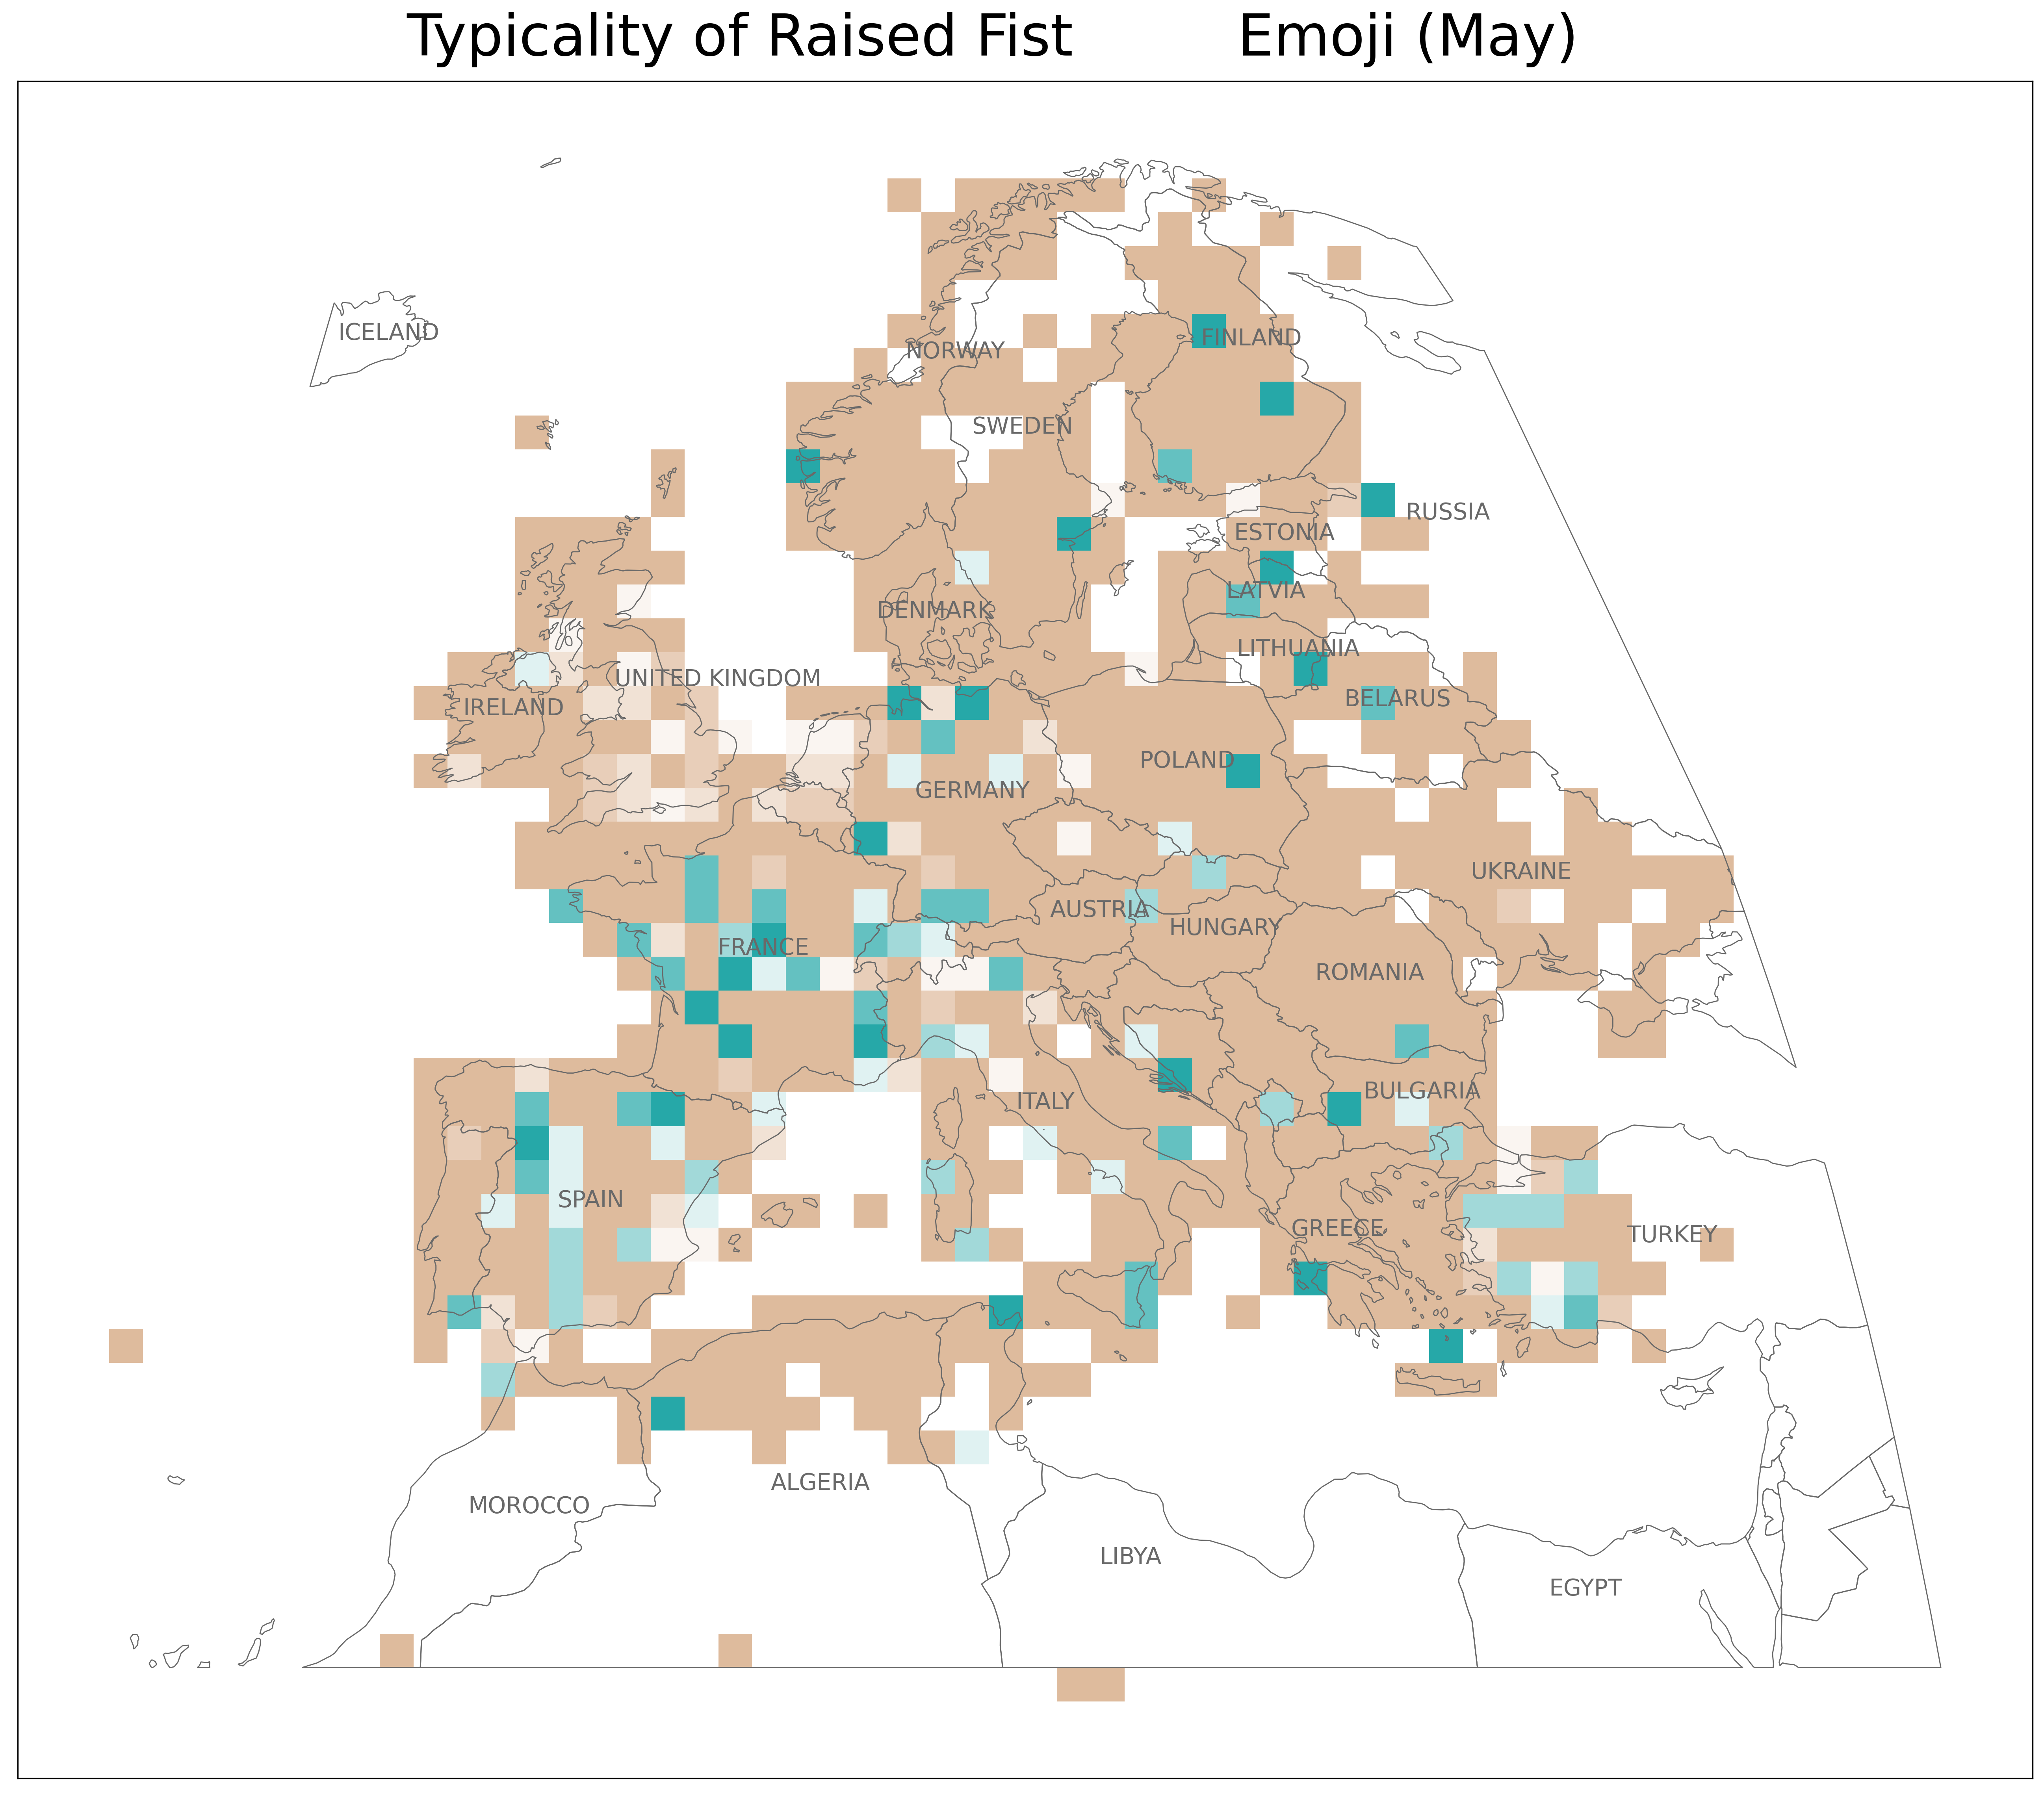 Typicality of Raised Fist Emoji (May)
ICELAND
FINLAND
NORWAY
SWEDEN
RUSSIA
ESTONIA
LATVIA
DENMARK
LITHUANIA
UNITED KINGDOM
BELARUS
IRELAND
POLAND
GERMANY
UKRAINE
AUSTRIA
HUNGARY
FRANCE
ROMANIA
BULGARIA
ITALY
SPAIN
GREECE
TURKEY
ALGERIA
MOROCCO
LIBYA
EGYPT